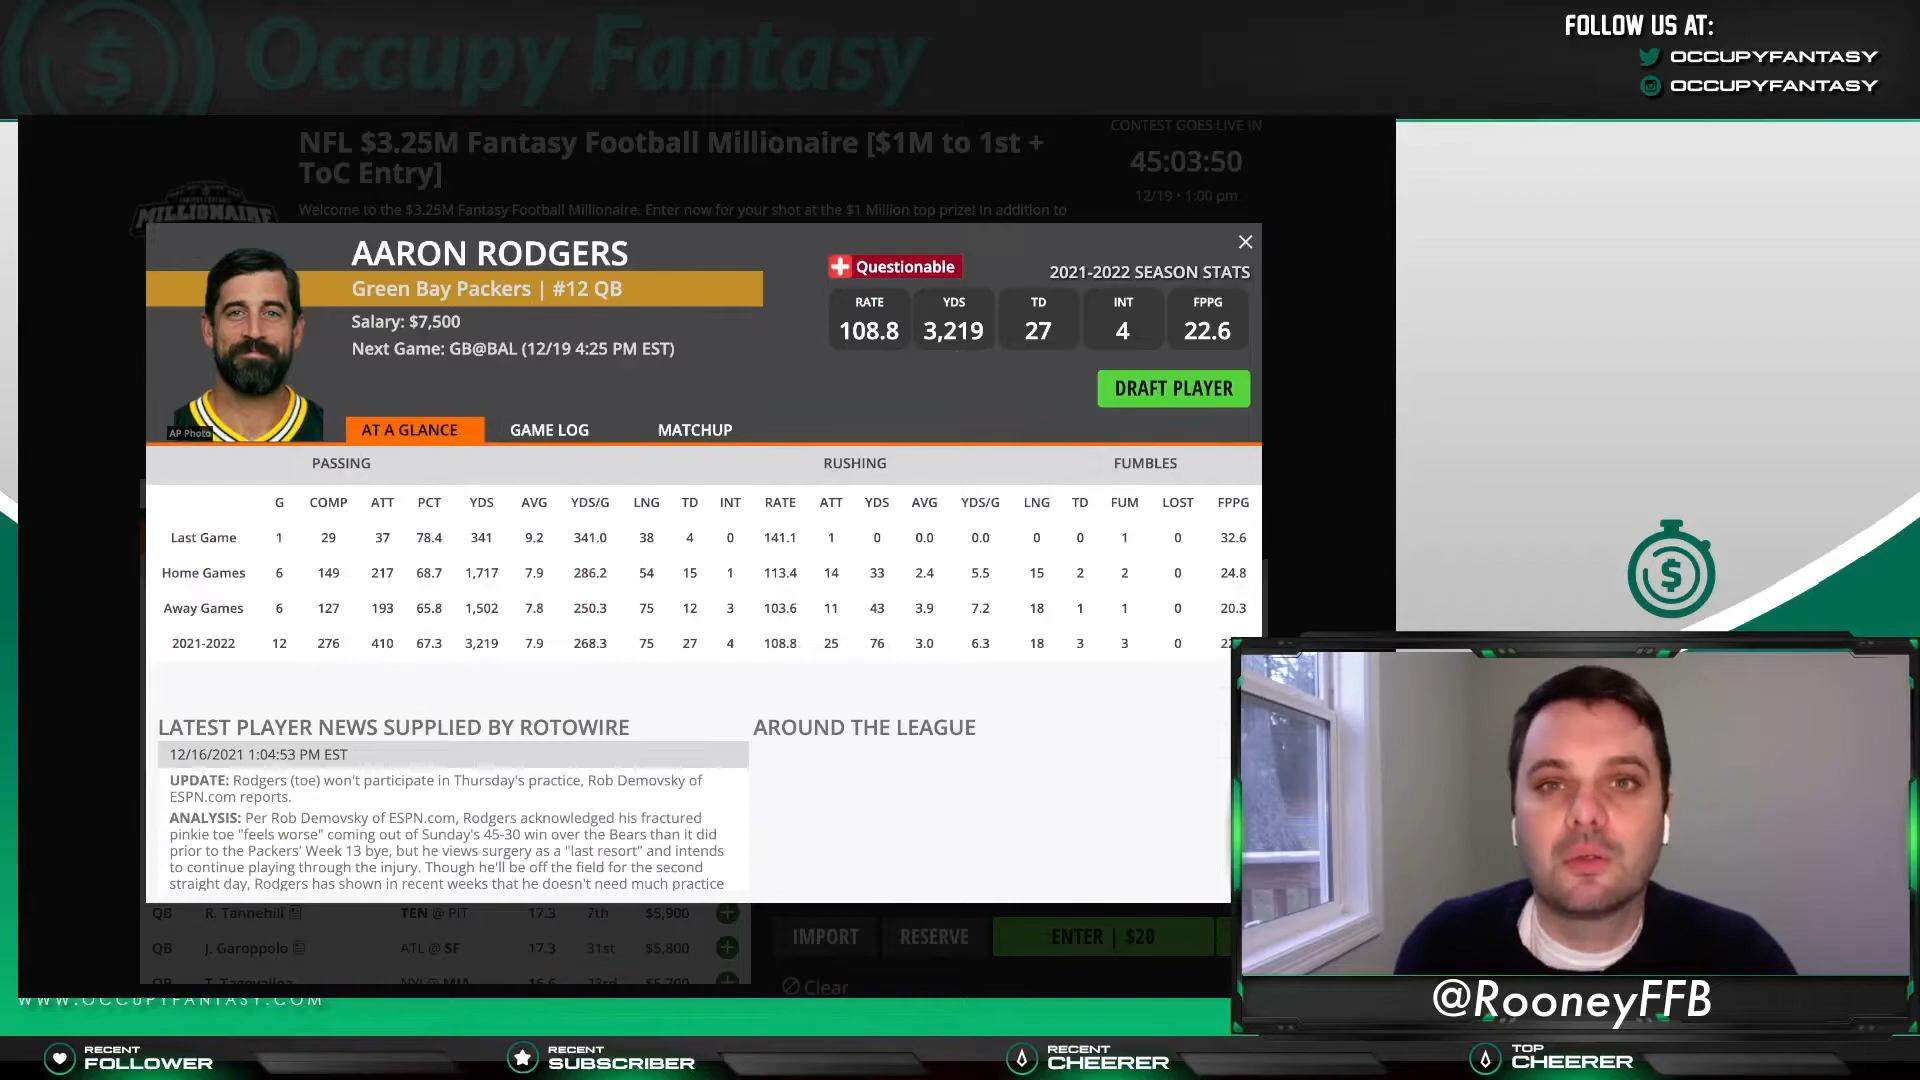 Occupy Fantasy
FOLLOW US AT:
OCCUPYFANTASY
OCCUPYFANTASY
NFL $3.25M Fantasy Football Millionaire [$1M to 1st +
ToC Entry]
CONTEST GOES LIVE IN
45:03:50
12/19 • 1:00 pm
MILLIONAIRE
Welcome to the $3.25M Fantasy Football Millionaire. Enter now for your shot at the $1 Million top prize! In addition to
AARON RODGERS
Green Bay Packers | #12 QB
Salary: $7,500
Next Game: GB@BAL (12/19 4:25 PM EST)
Questionable
2021-2022 SEASON STATS
RATE YDS TD INT FPPG
108.8 3,219 27 4 22.6
DRAFT PLAYER
AP Photo
AT A GLANCE GAME LOG MATCHUP
PASSING RUSHING FUMBLES
G COMP ATT PCT YDS AVG YDS/G LNG TD INT RATE ATT YDS AVG YDS/G LNG TD FUM LOST FPPG
Last Game 1 29 37 78.4 341 9.2 341.0 38 4 0 141.1 1 0 0.0 0.0 0 0 1 0 32.6
Home Games 6 149 217 68.7 1,717 7.9 286.2 54 15 1 113.4 14 33 2.4 5.5 15 2 2 0 24.8
Away Games 6 127 193 65.8 1,502 7.8 250.3 75 12 3 103.6 11 43 3.9 7.2 18 1 1 0 20.3
2021-2022 12 276 410 67.3 3,219 7.9 268.3 75 27 4 108.8 25 76 3.0 6.3 18 3 3 0
LATEST PLAYER NEWS SUPPLIED BY ROTOWIRE
AROUND THE LEAGUE
12/16/2021 1:04:53 PM EST
UPDATE: Rodgers (toe) won't participate in Thursday's practice, Rob Demovsky of
ESPN.com reports.
ANALYSIS: Per Rob Demovsky of ESPN.com, Rodgers acknowledged his fractured
pinkie toe "feels worse" coming out of Sunday's 45-30 win over the Bears than it did
prior to the Packers' Week 13 bye, but he views surgery as a "last resort" and intends
to continue playing through the injury. Though he'll be off the field for the second
straight day, Rodgers has shown in recent weeks that he doesn't need much practice
QB R. Tannehill TEN @ PIT 17.3 7th $5,900
QB J. Garoppolo ATL @ SF 17.3 31st $5,800
IMPORT RESERVE ENTER | $20
Clear
WWW.OCCUPYFANTASY.COM
@RooneyFFB
RECENT
FOLLOWER
RECENT
SUBSCRIBER
RECENT
CHEERER
TOP
CHEERER